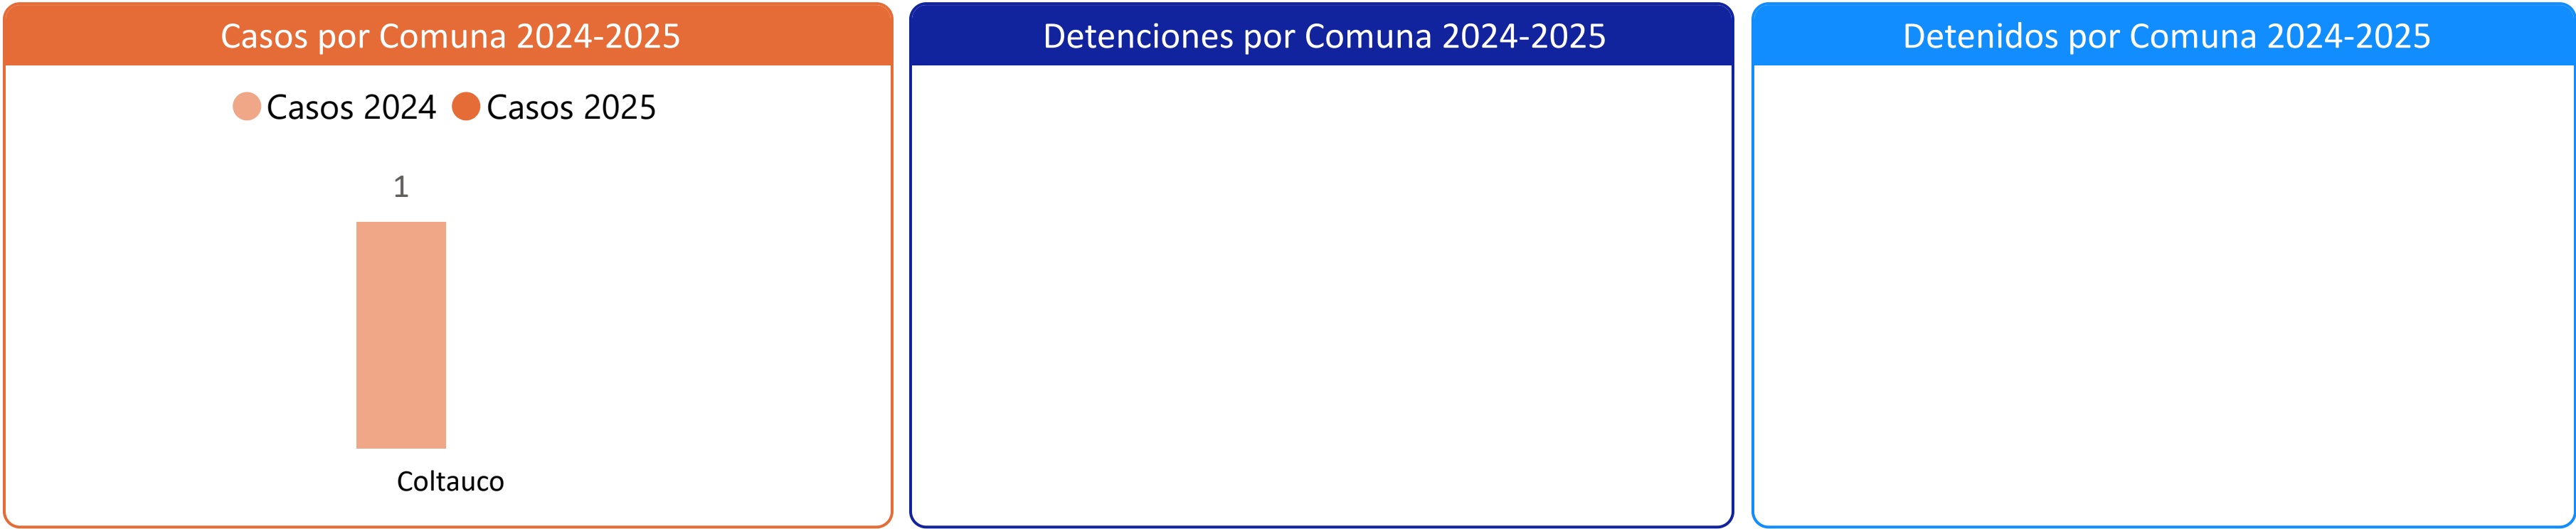 Casos por Comuna 2024-2025
Casos 2024 Casos 2025
1
Coltauco
Detenciones por Comuna 2024-2025
Detenidos por Comuna 2024-2025